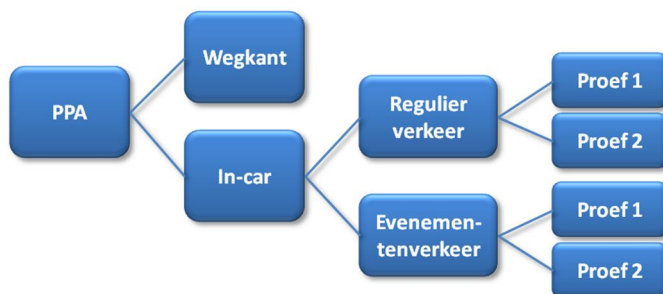 PPA
Wegkant
In-car
Regulier
verkeer
Evenemen-
tenverkeer
Proef 1
Proef 2
Proef 1
Proef 2